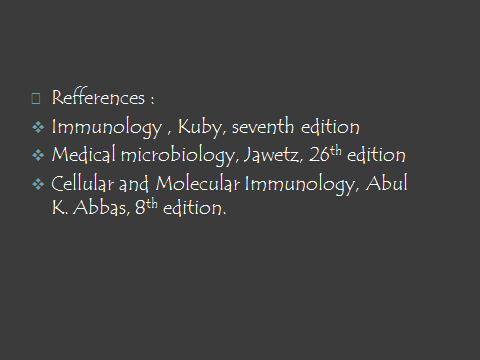 Refferences :
Immunology , Kuby, seventh edition
Medical microbiology, Jawetz, 26th edition
Cellular and Molecular Immunology, Abul
K. Abbas, 8th edition.